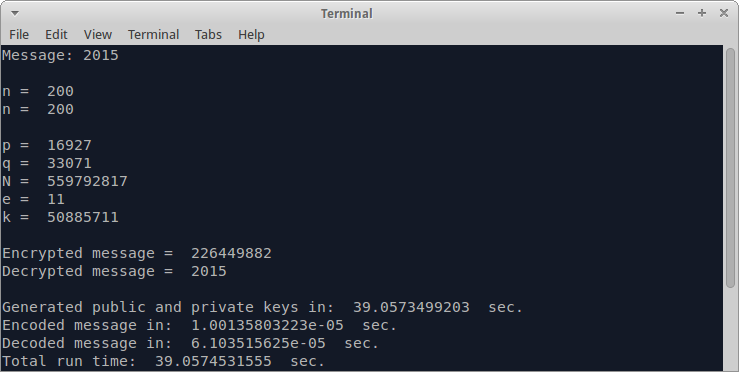 Terminal
File Edit View Terminal Tabs Help
Message: 2015
n = 200
n = 200
p = 16927
q = 33071
N = 559792817
e = 11
k = 50885711
Encrypted message = 226449882
Decrypted message = 2015
Generated public and private keys in: 39.0573499203 sec.
Encoded message in: 1.00135803223e-05 sec.
Decoded message in: 6.103515625e-05 sec.
Total run time: 39.0574531555 sec.